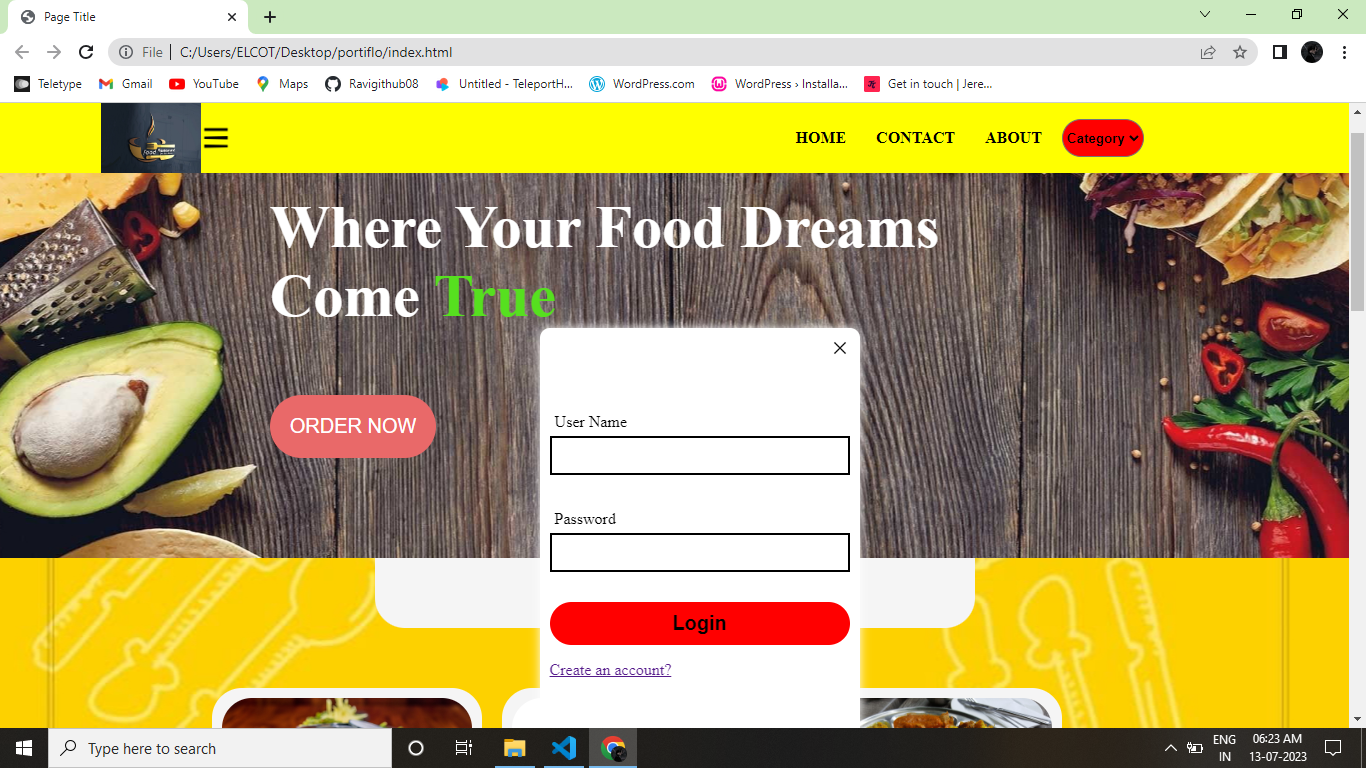 Page Title
File
C:/Users/ELCOT/Desktop/portiflo/index.html
Teletype
Gmail
YouTube
Maps
Ravigithub08
Untitled - TeleportH...
WordPress.com
WordPress › Installa...
Get in touch | Jere...
HOME
CONTACT
ABOUT
Category
Where Your Food Dreams
Come True
ORDER NOW
User Name
Password
Login
Create an account?
Type here to search
ENG
IN
06:23 AM
13-07-2023